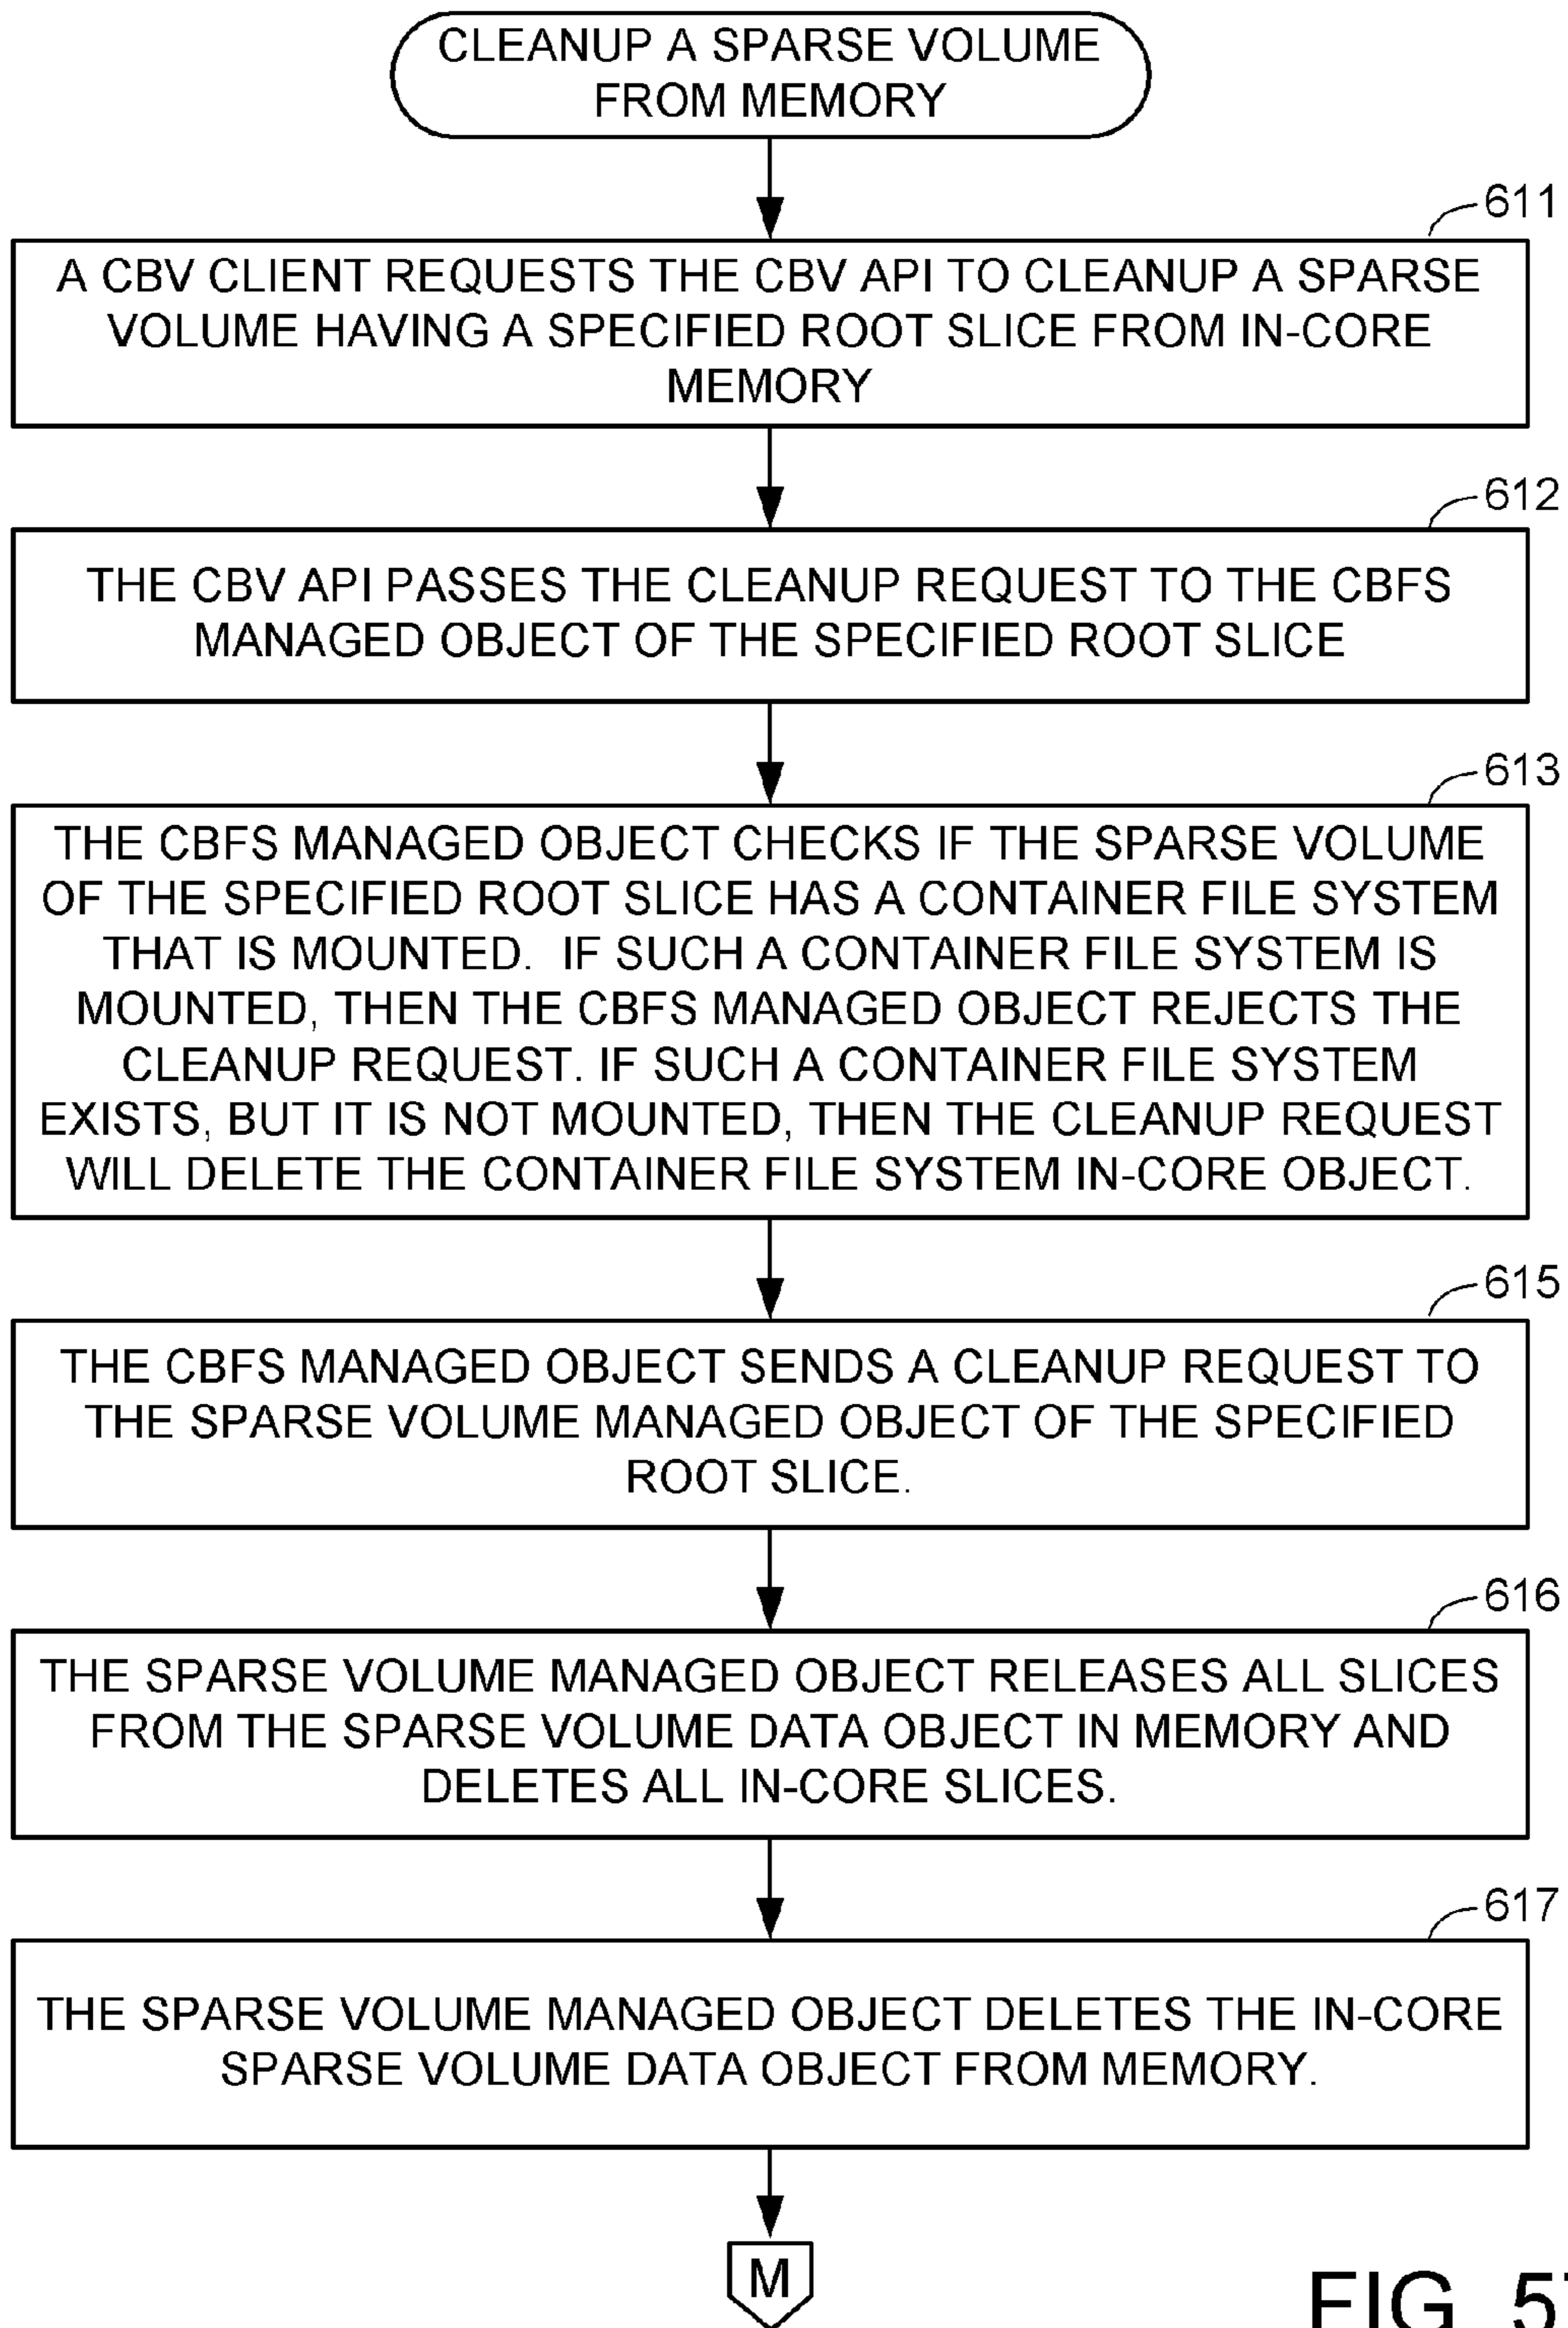 CLEANUP A SPARSE VOLUME
FROM MEMORY
611
A CBV CLIENT REQUESTS THE CBV API TO CLEANUP A SPARSE
VOLUME HAVING A SPECIFIED ROOT SLICE FROM IN-CORE
MEMORY
612
THE CBV API PASSES THE CLEANUP REQUEST TO THE CBFS
MANAGED OBJECT OF THE SPECIFIED ROOT SLICE
613
THE CBFS MANAGED OBJECT CHECKS IF THE SPARSE VOLUME
OF THE SPECIFIED ROOT SLICE HAS A CONTAINER FILE SYSTEM
THAT IS MOUNTED. IF SUCH A CONTAINER FILE SYSTEM IS
MOUNTED, THEN THE CBFS MANAGED OBJECT REJECTS THE
CLEANUP REQUEST. IF SUCH A CONTAINER FILE SYSTEM
EXISTS, BUT IT IS NOT MOUNTED, THEN THE CLEANUP REQUEST
WILL DELETE THE CONTAINER FILE SYSTEM IN-CORE OBJECT.
615
THE CBFS MANAGED OBJECT SENDS A CLEANUP REQUEST TO
THE SPARSE VOLUME MANAGED OBJECT OF THE SPECIFIED
ROOT SLICE.
616
THE SPARSE VOLUME MANAGED OBJECT RELEASES ALL SLICES
FROM THE SPARSE VOLUME DATA OBJECT IN MEMORY AND
DELETES ALL IN-CORE SLICES.
617
THE SPARSE VOLUME MANAGED OBJECT DELETES THE IN-CORE
SPARSE VOLUME DATA OBJECT FROM MEMORY.
M
FIG. 5